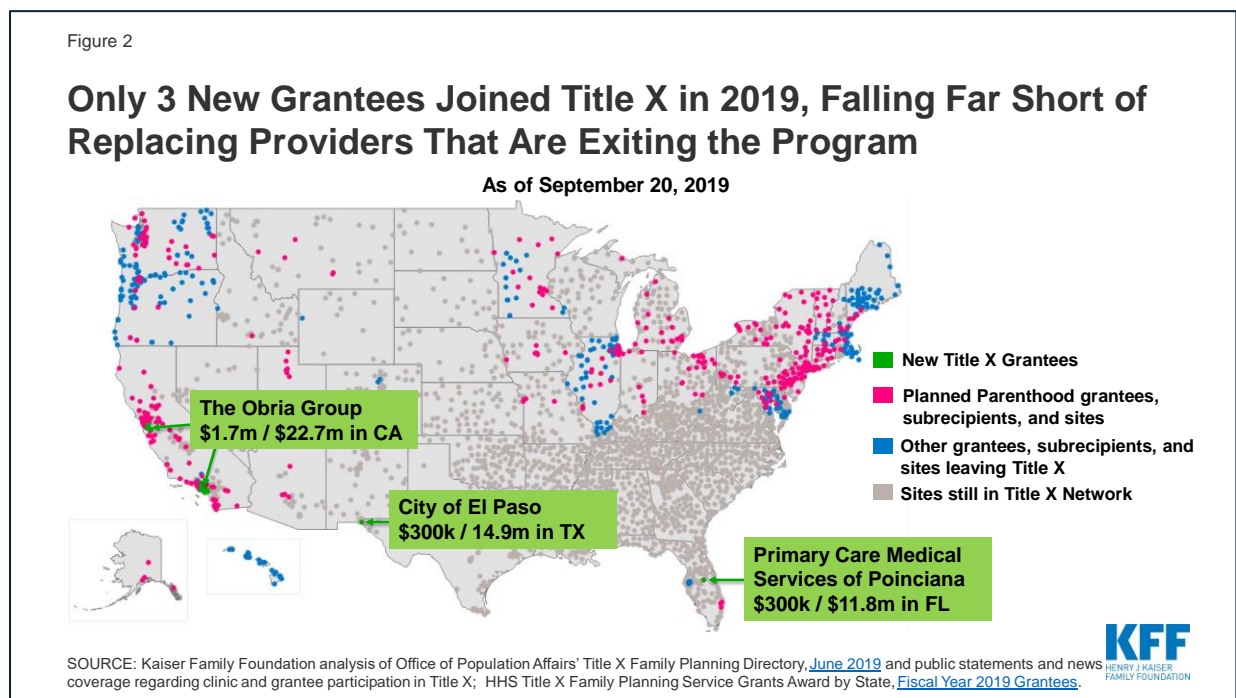 Figure 2
Only 3 New Grantees Joined Title X in 2019, Falling Far Short of
Replacing Providers That Are Exiting the Program
As of September 20, 2019
New Title X Grantees
Planned Parenthood grantees,
subrecipients, and sites
Other grantees, subrecipients, and
sites leaving Title X
Sites still in Title X Network
The Obria Group
$1.7m / $22.7m in CA
City of El Paso
$300k / 14.9m in TX
Primary Care Medical
Services of Poinciana
$300k / $11.8m in FL
SOURCE: Kaiser Family Foundation analysis of Office of Population Affairs' Title X Family Planning Directory, June 2019 and public statements and news
coverage regarding clinic and grantee participation in Title X; HHS Title X Family Planning Service Grants Award by State, Fiscal Year 2019 Grantees.
KFF
HENRY J KAISER
FAMILY FOUNDATION